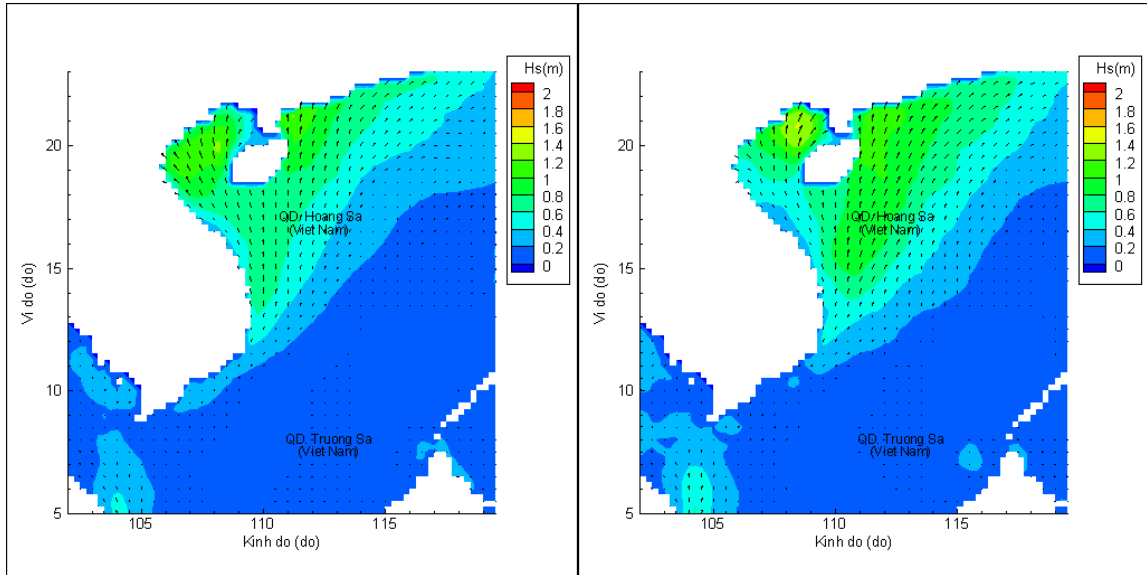 Hs(m)
2
1.8
1.6
1.4
1.2
1
0.8
0.6
0.4
0.2
0
20
15
10
5
Vi do (do)
QD. Hoang Sa
(Viet Nam)
QD. Truong Sa
(Viet Nam)
105
110
115
Kinh do (do)
Hs(m)
2
1.8
1.6
1.4
1.2
1
0.8
0.6
0.4
0.2
0
20
15
10
5
Vi do (do)
QD. Hoang Sa
(Viet Nam)
QD. Truong Sa
(Viet Nam)
105
110
115
Kinh do (do)